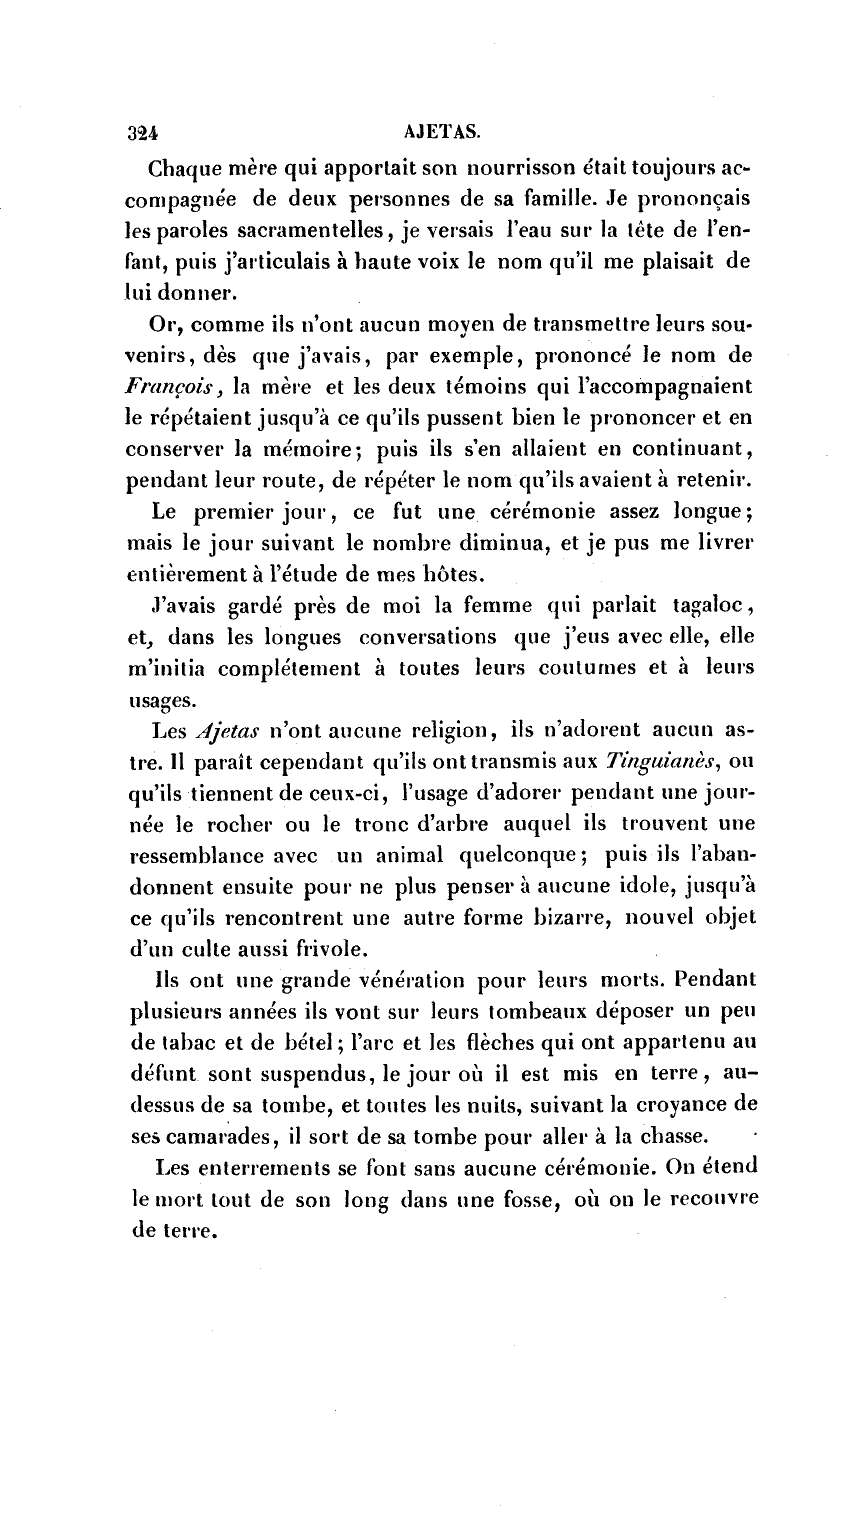 324 AJETAS.
Chaque mère qui apportait son nourrisson était toujours ac-
compagnée de deux personnes de sa famille. Je prononçais
les paroles sacramentelles, je versais l'eau sur la tête de l'en-
fant, puis j'articulais à haute voix le nom qu'il me plaisait de
lui donner.
Or, comme ils n'ont aucun moyen de transmettre leurs sou-
venirs, dès que j'avais, par exemple, prononcé le nom de
François, la mère et les deux témoins qui l'accompagnaient
le répétaient jusqu'à ce qu'ils pussent bien le prononcer et en
conserver la mémoire; puis ils s'en allaient en continuant,
pendant leur route, de répéter le nom qu'ils avaient à retenir.
Le premier jour, ce fut une cérémonie assez longue;
mais le jour suivant le nombre diminua, et je pus me livrer
entièrement à l'étude de mes hôtes.
J'avais gardé près de moi la femme qui parlait tagaloc,
et, dans les longues conversations que j'eus avec elle, elle
m'initia complétement à toutes leurs coutumes et à leurs
usages.
Les Ajetas n'ont aucune religion, ils n'adorent aucun as-
tre. Il paraît cependant qu'ils ont transmis aux Tinguianès, ou
qu'ils tiennent de ceux-ci, l'usage d'adorer pendant une jour-
née le rocher ou le tronc d'arbre auquel ils trouvent une
ressemblance avec un animal quelconque; puis ils l'aban-
donnent ensuite pour ne plus penser à aucune idole, jusqu'à
ce qu'ils rencontrent une autre forme bizarre, nouvel objet
d'un culte aussi frivole.
Ils ont une grande vénération pour leurs morts. Pendant
plusieurs années ils vont sur leurs tombeaux déposer un peu
de tabac et de bétel; l'arc et les flèches qui ont appartenu au
défunt sont suspendus, le jour où il est mis en terre, au-
dessus de sa tombe, et toutes les nuits, suivant la croyance de
ses camarades, il sort de sa tombe pour aller à la chasse.
Les enterrements se font sans aucune cérémonie. On étend
le mort tout de son long dans une fosse, où on le recouvre
de terre.